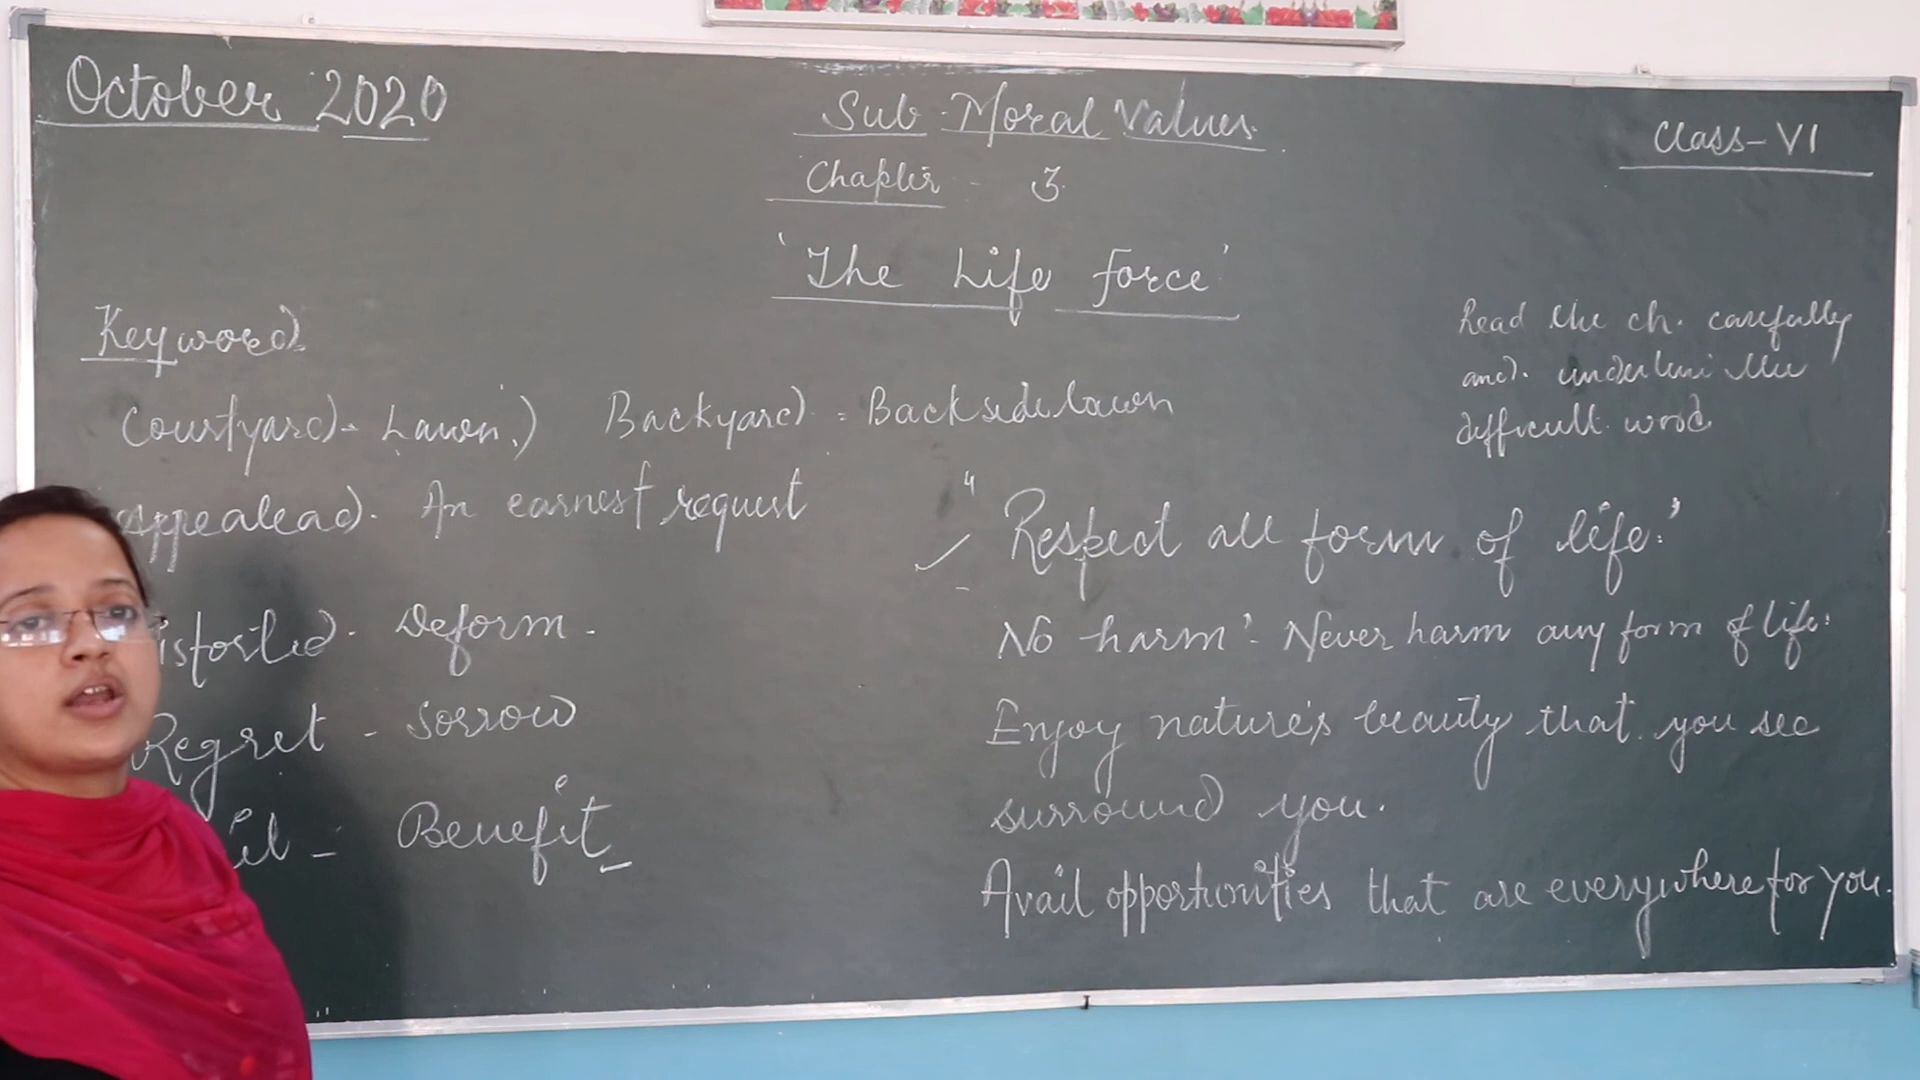 October 2020
Sub-Moral Values
Class-VI
Chapter - 3
'The Life force'
Keyword
Read the ch. carefully
and underline the
difficult word
Courtyard - Lawn,) Backyard = Backside lawn
appealead. An earnest request
"Respect all form of life."
istorted - Deform -
No harm' - Never harm any form of life.
Regret - Sorrow
Enjoy nature's beauty that you see
surround you.
il - Benefit
Avail opportunities that are everywhere for you.